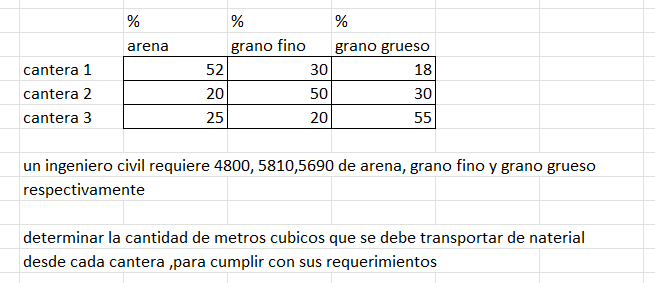 % % %
arena grano fino grano grueso
cantera 1 52 30 18
cantera 2 20 50 30
cantera 3 25 20 55
un ingeniero civil requiere 4800, 5810,5690 de arena, grano fino y grano grueso
respectivamente
determinar la cantidad de metros cubicos que se debe transportar de naterial
desde cada cantera ,para cumplir con sus requerimientos